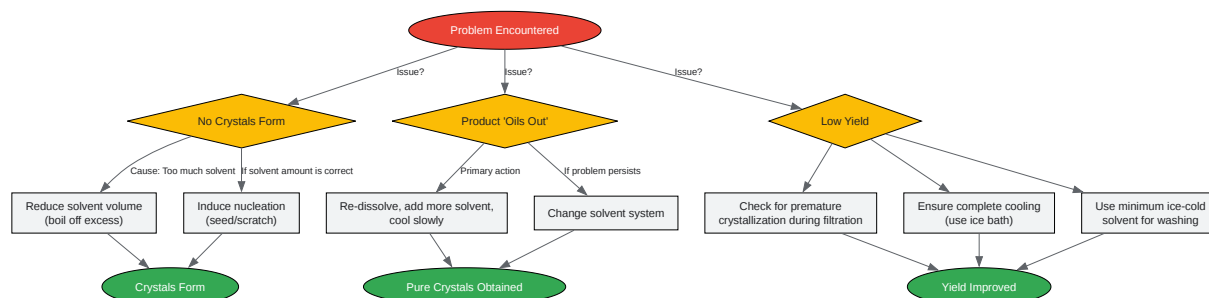 Problem Encountered
Issue?
Issue?
Issue?
No Crystals Form
Product 'Oils Out'
Low Yield
Cause: Too much solvent
If solvent amount is correct
Primary action
If problem persists
Reduce solvent volume
(boil off excess)
Induce nucleation
(seed/scratch)
Re-dissolve, add more solvent,
cool slowly
Change solvent system
Check for premature
crystallization during filtration
Ensure complete cooling
(use ice bath)
Use minimum ice-cold
solvent for washing
Crystals Form
Pure Crystals Obtained
Yield Improved